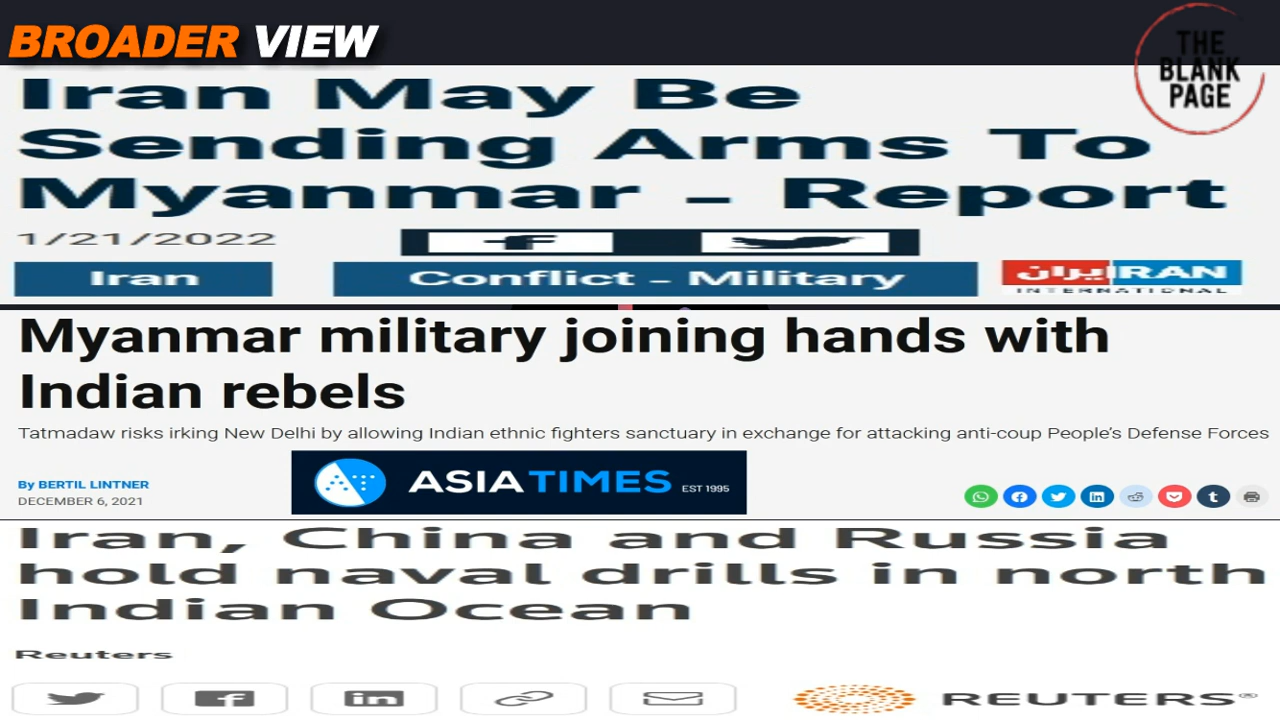 BROADER VIEW
THE
BLANK
PAGE
Iran May Be
Sending Arms To
Myanmar - Report
1/21/2022
Iran
Conflict - Military
ایران IRAN
INTERNATIONAL
Myanmar military joining hands with
Indian rebels
Tatmadaw risks irking New Delhi by allowing Indian ethnic fighters sanctuary in exchange for attacking anti-coup People's Defense Forces
By BERTIL LINTNER
DECEMBER 6, 2021
ASIA TIMES EST 1995
Iran, China and Russia
hold naval drills in north
Indian Ocean
Reuters
REUTERS®